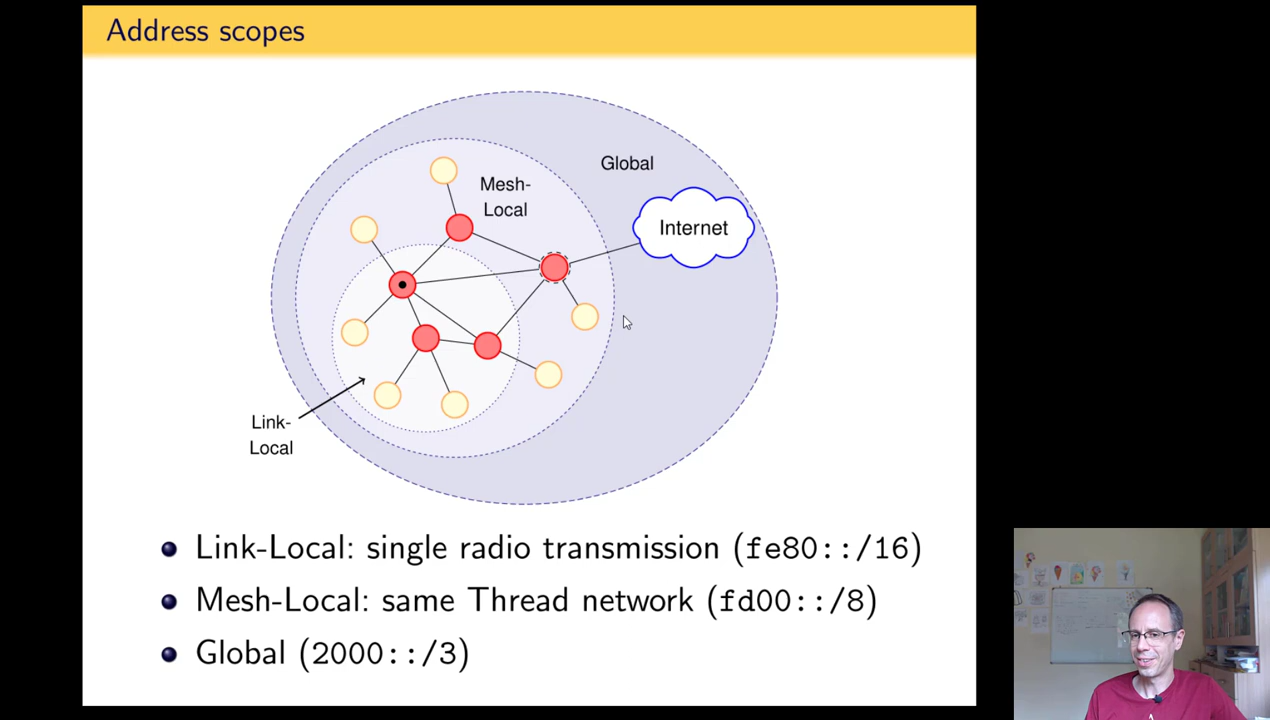 Address scopes
Global
Mesh-
Local
Internet
Link-
Local
Link-Local: single radio transmission (fe80::/16)
Mesh-Local: same Thread network (fd00::/8)
Global (2000::/3)